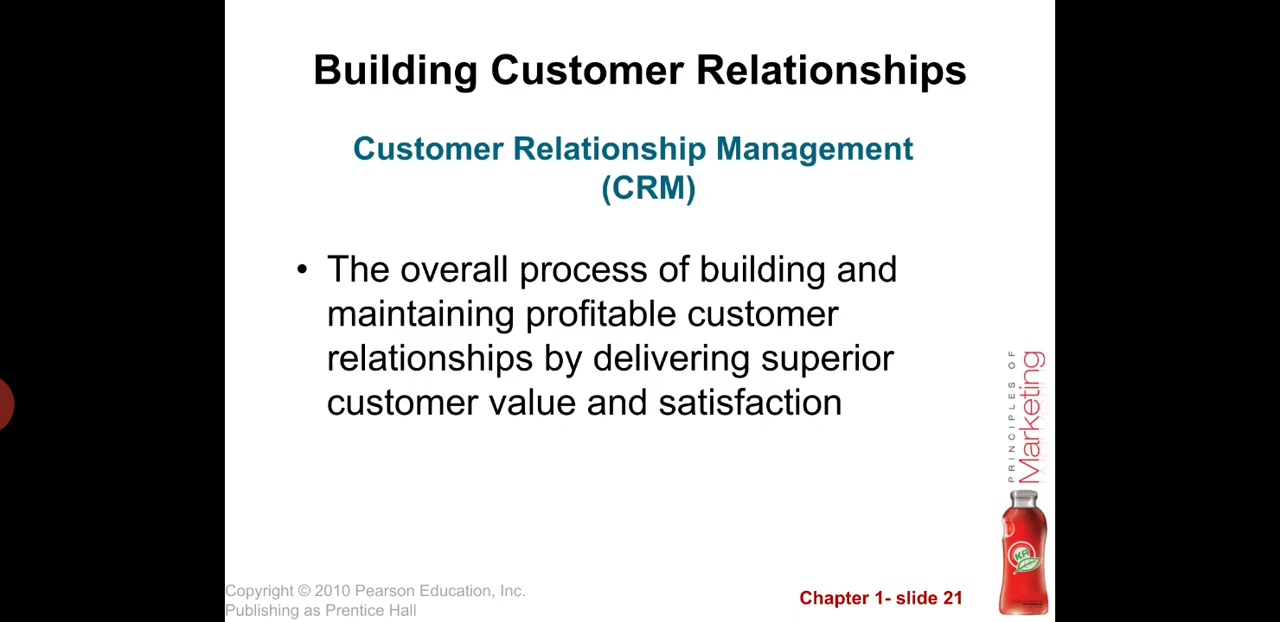 Building Customer Relationships
Customer Relationship Management
(CRM)
• The overall process of building and
maintaining profitable customer
relationships by delivering superior
customer value and satisfaction
PRINCIPLES OF
Marketing
KR
Copyright © 2010 Pearson Education, Inc.
Publishing as Prentice Hall
Chapter 1- slide 21